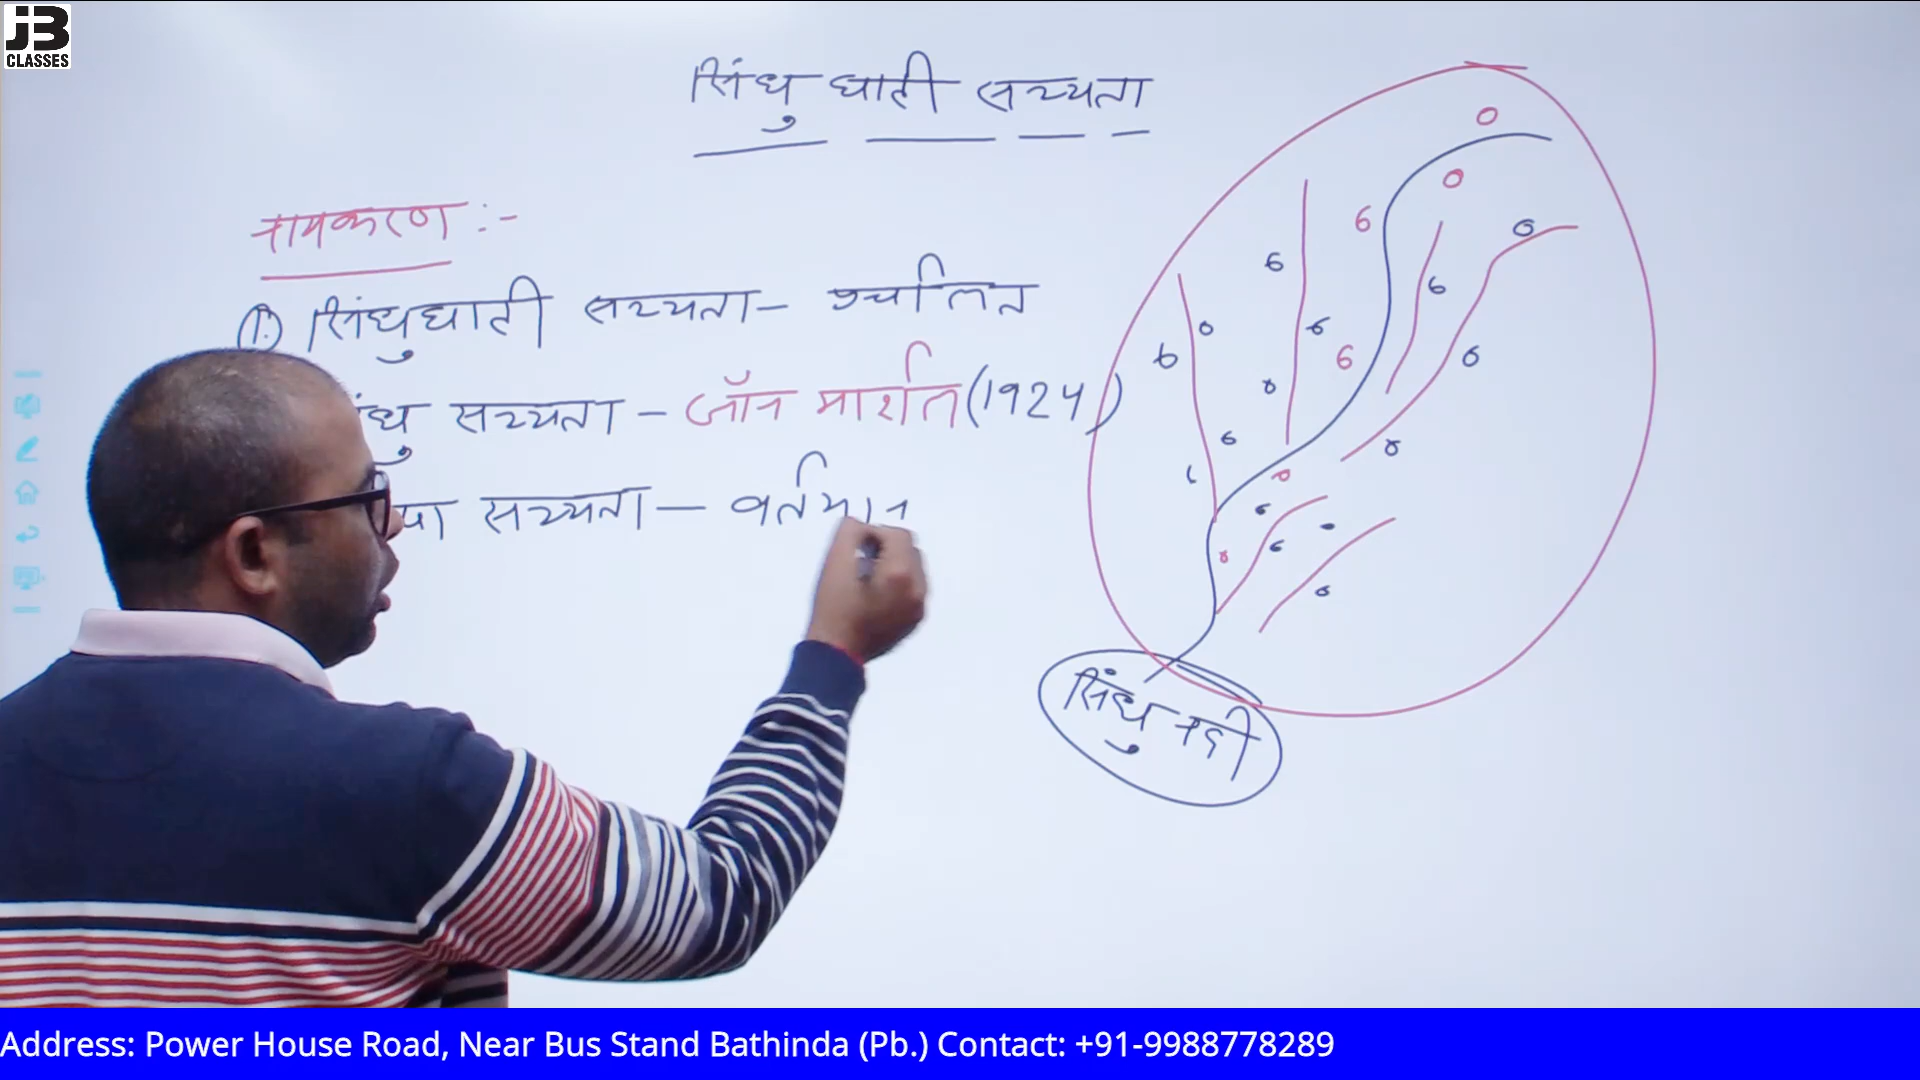 JB
CLASSES
सिंधु घाटी सभ्यता
नामकरण :-
① सिंधुघाटी सभ्यता - प्रचलित
सभ्यता - जॉन मार्शल (1924)
सभ्यता - वर्तमान
सिंधु नदी
Address: Power House Road, Near Bus Stand Bathinda (Pb.) Contact: +91-9988778289